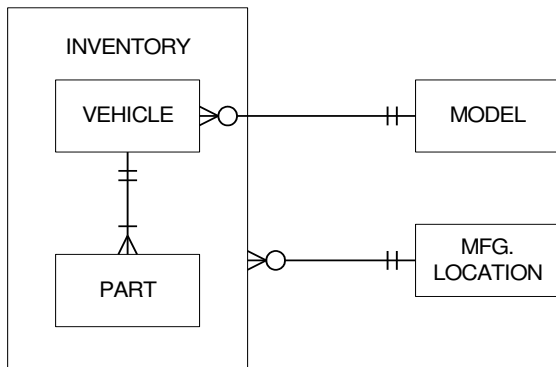 INVENTORY
VEHICLE
MODEL
PART
MFG.
LOCATION